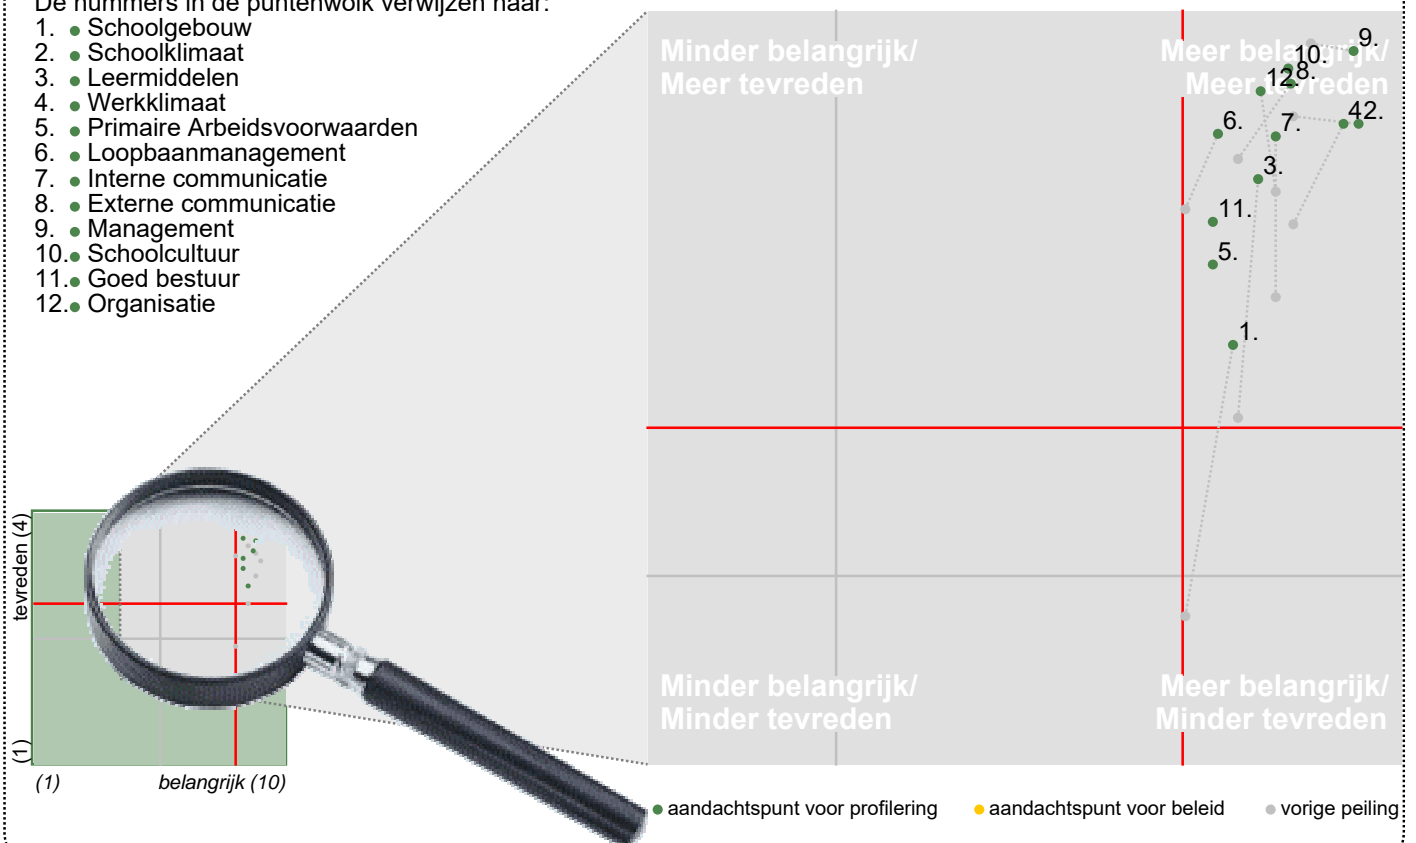 De nummers in de puntenwolk verwijzen naar:
1. Schoolgebouw
2. Schoolklimaat
3. Leermiddelen
4. Werkklimaat
5. Primaire Arbeidsvoorwaarden
6. Loopbaanmanagement
7. Interne communicatie
8. Externe communicatie
9. Management
10. Schoolcultuur
11. Goed bestuur
12. Organisatie
Minder belangrijk/
Meer tevreden
Meer belangrijk/
Meer tevreden
9.
10.
8.
12.
6.
7.
42.
3.
11.
5.
1.
Minder belangrijk/
Minder tevreden
Meer belangrijk/
Minder tevreden
tevreden (4)
(1)
(1)
belangrijk (10)
aandachtspunt voor profilering
aandachtspunt voor beleid
vorige peiling